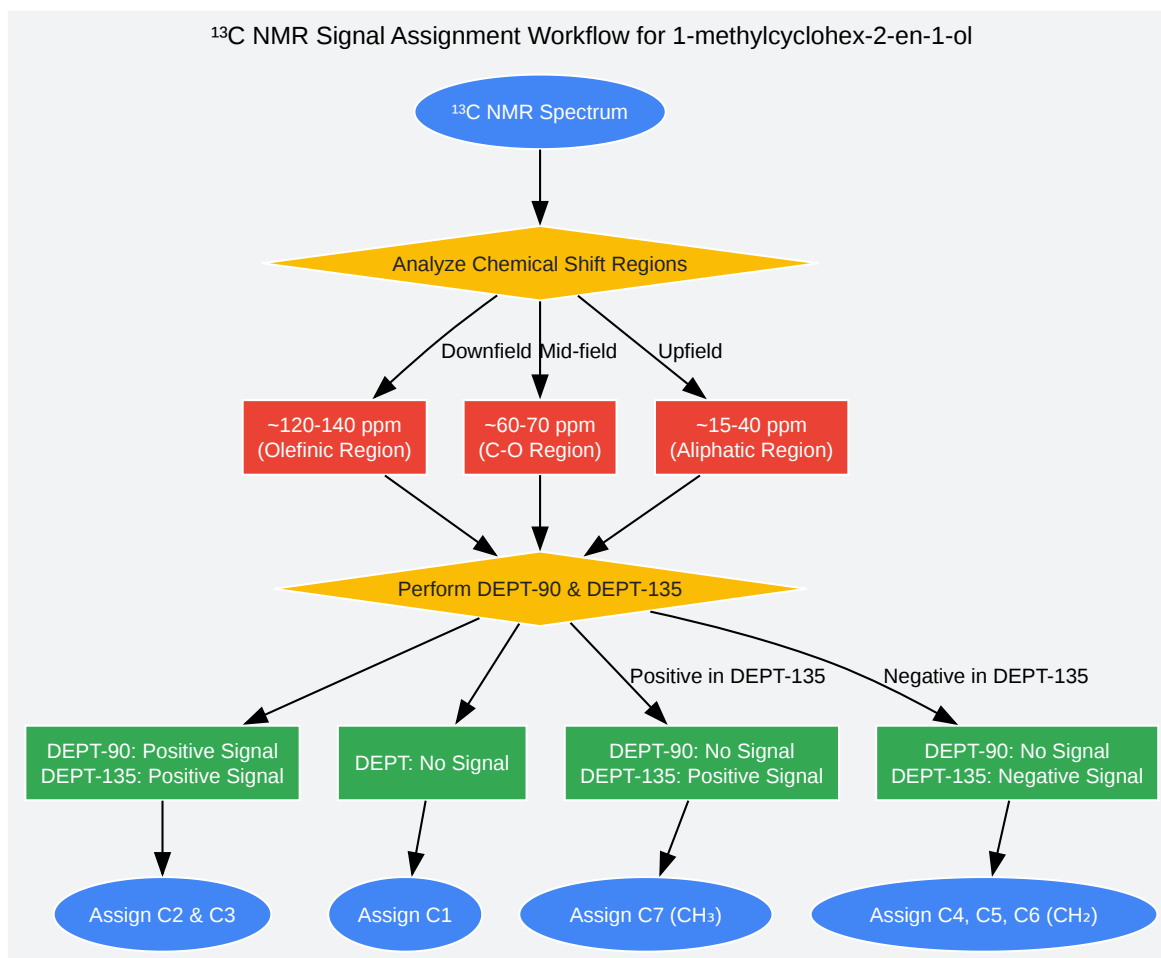 ¹³C NMR Signal Assignment Workflow for 1-methylcyclohex-2-en-1-ol
¹³C NMR Spectrum
Analyze Chemical Shift Regions
Downfield
Mid-field
Upfield
~120-140 ppm
(Olefinic Region)
~60-70 ppm
(C-O Region)
~15-40 ppm
(Aliphatic Region)
Perform DEPT-90 & DEPT-135
Positive in DEPT-135
Negative in DEPT-135
DEPT-90: Positive Signal
DEPT-135: Positive Signal
DEPT: No Signal
DEPT-90: No Signal
DEPT-135: Positive Signal
DEPT-90: No Signal
DEPT-135: Negative Signal
Assign C2 & C3
Assign C1
Assign C7 (CH₃)
Assign C4, C5, C6 (CH₂)